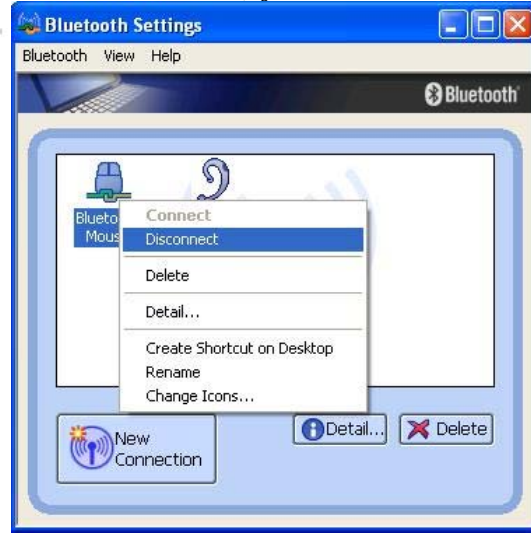 Bluetooth Settings
Bluetooth View Help
Bluetooth
Connect
Disconnect
Delete
Detail...
Create Shortcut on Desktop
Rename
Change Icons...
New
Connection
Detail...
Delete